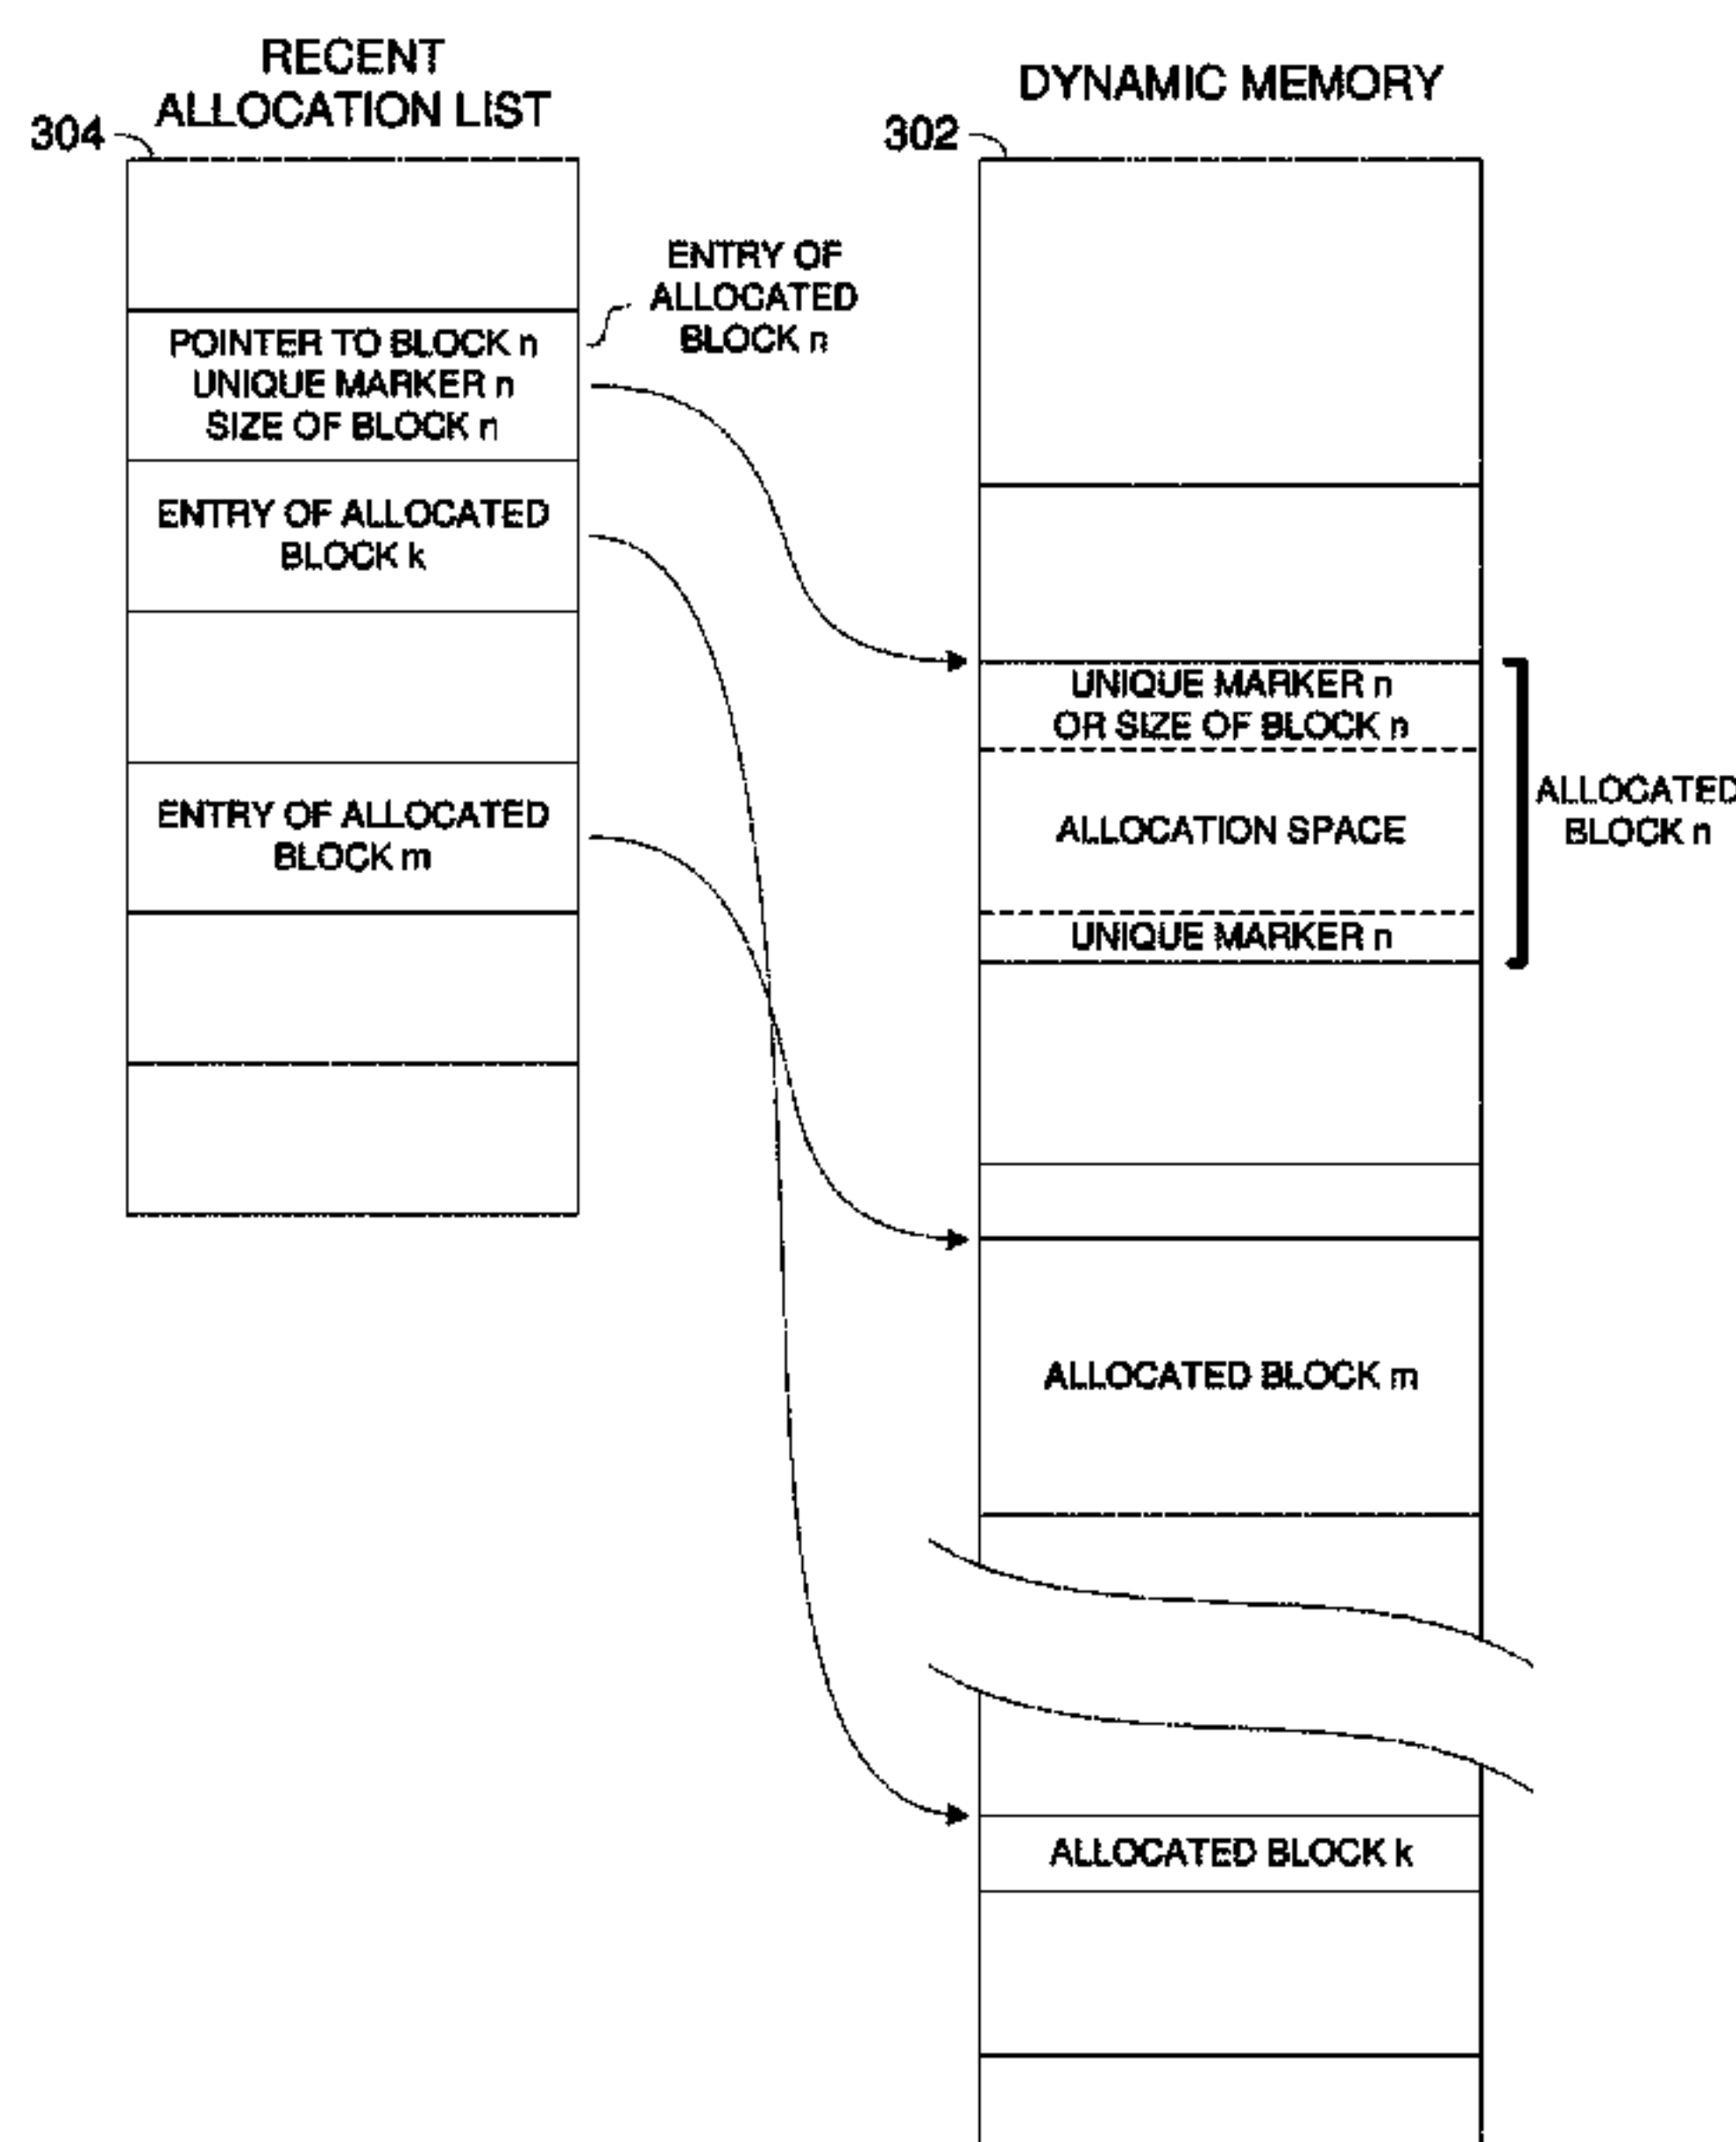 RECENT
ALLOCATION LIST
304
DYNAMIC MEMORY
302
ENTRY OF
ALLOCATED
BLOCK n
POINTER TO BLOCK n
UNIQUE MARKER n
SIZE OF BLOCK n
ENTRY OF ALLOCATED
BLOCK k
ENTRY OF ALLOCATED
BLOCK m
UNIQUE MARKER n
OR SIZE OF BLOCK n
ALLOCATION SPACE
UNIQUE MARKER n
ALLOCATED
BLOCK n
ALLOCATED BLOCK m
ALLOCATED BLOCK k